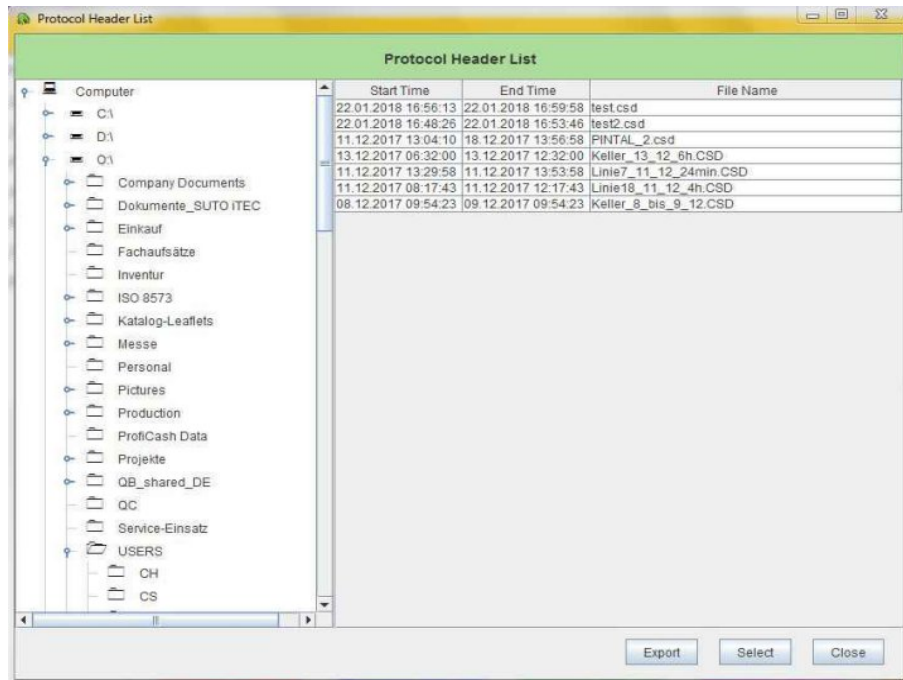 Protocol Header List
Protocol Header List
Computer
C:\
D:\
O:\
Company Documents
Dokumente_SUTO iTEC
Einkauf
Fachaufsätze
Inventur
ISO 8573
Katalog-Leaflets
Messe
Personal
Pictures
Production
ProfiCash Data
Projekte
QB_shared_DE
QC
Service-Einsatz
USERS
CH
CS
Start Time End Time File Name
22.01.2018 16:56:13 22.01.2018 16:59:58 test.csd
22.01.2018 16:48:26 22.01.2018 16:53:46 test2.csd
11.12.2017 13:04:10 18.12.2017 13:56:58 PINTAL_2.csd
13.12.2017 06:32:00 13.12.2017 12:32:00 Keller_13_12_6h.CSD
11.12.2017 13:29:58 11.12.2017 13:53:58 Linie7_11_12_24min.CSD
11.12.2017 08:17:43 11.12.2017 12:17:43 Linie18_11_12_4h.CSD
08.12.2017 09:54:23 09.12.2017 09:54:23 Keller_8_bis_9_12.CSD
Export Select Close